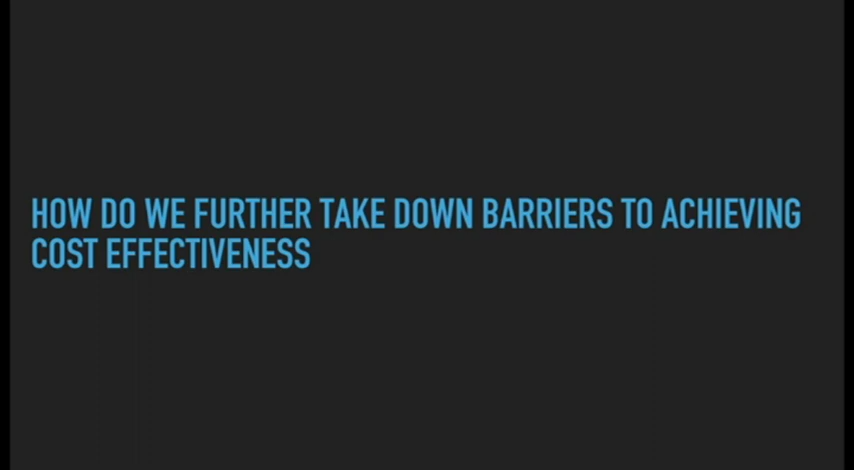 HOW DO WE FURTHER TAKE DOWN BARRIERS TO ACHIEVING
COST EFFECTIVENESS